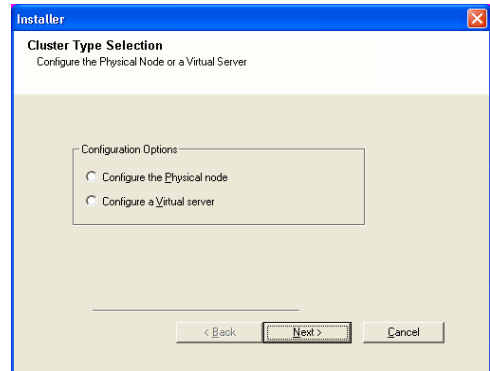 Installer
Cluster Type Selection
Configure the Physical Node or a Virtual Server
Configuration Options
Configure the Physical node
Configure a Virtual server
< Back
Next >
Cancel